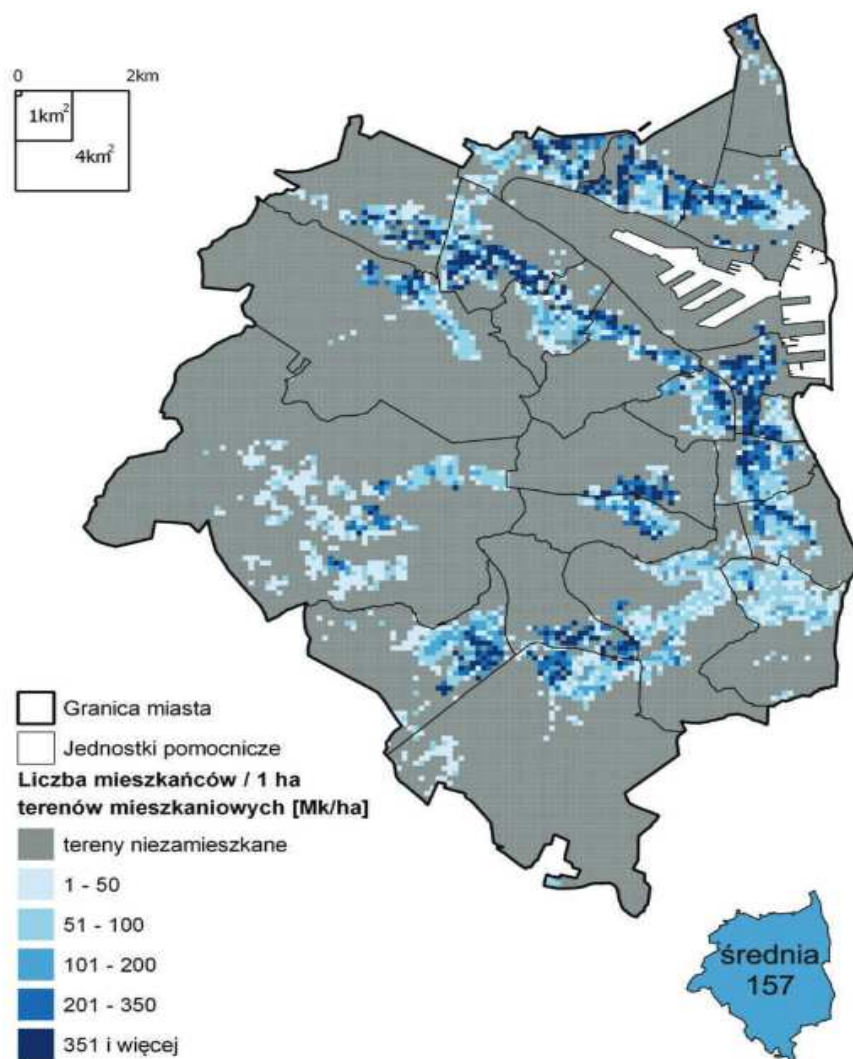 0 2km
1km²
4km²
Granica miasta
Jednostki pomocnicze
Liczba mieszkańców / 1 ha
terenów mieszkaniowych [Mk/ha]
tereny niezamieszkane
1 - 50
51 - 100
101 - 200
201 - 350
351 i więcej
średnia
157